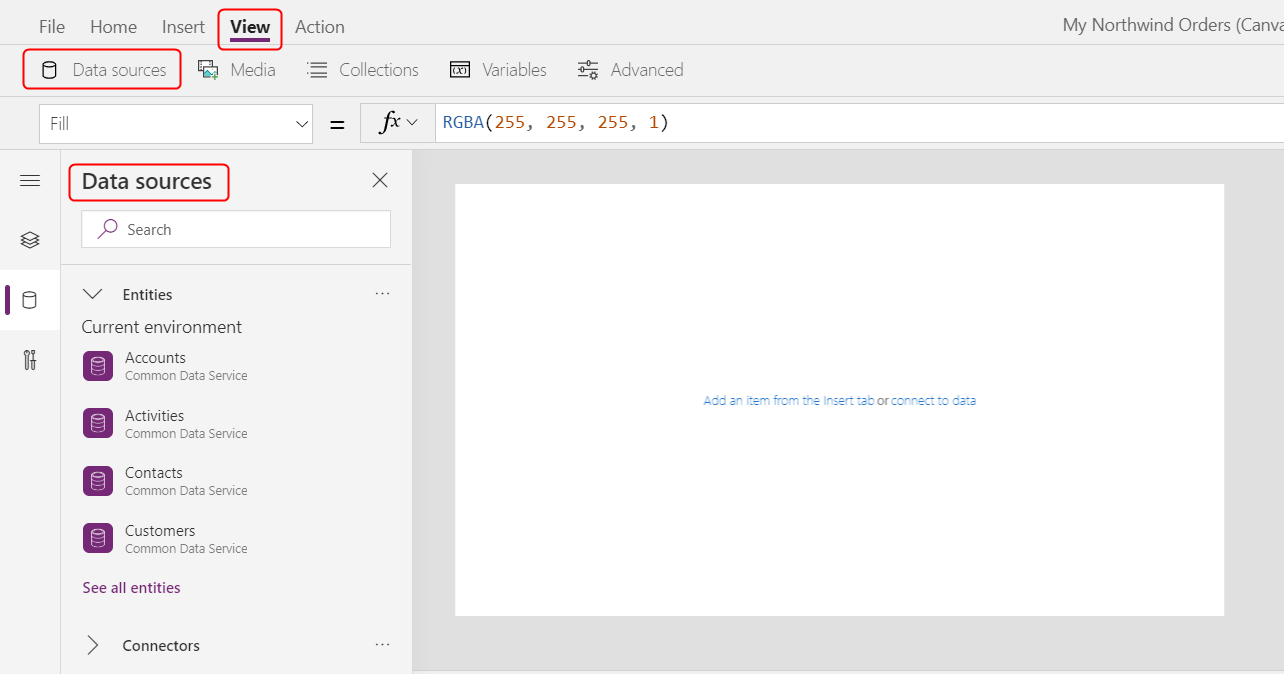 File Home Insert View Action My Northwind Orders (Canva
Data sources Media Collections Variables Advanced
Fill = fx RGBA(255, 255, 255, 1)
Data sources
Search
Entities ...
Current environment
Accounts
Common Data Service
Activities
Common Data Service
Contacts
Common Data Service
Customers
Common Data Service
See all entities
Connectors ...
Add an item from the Insert tab or connect to data